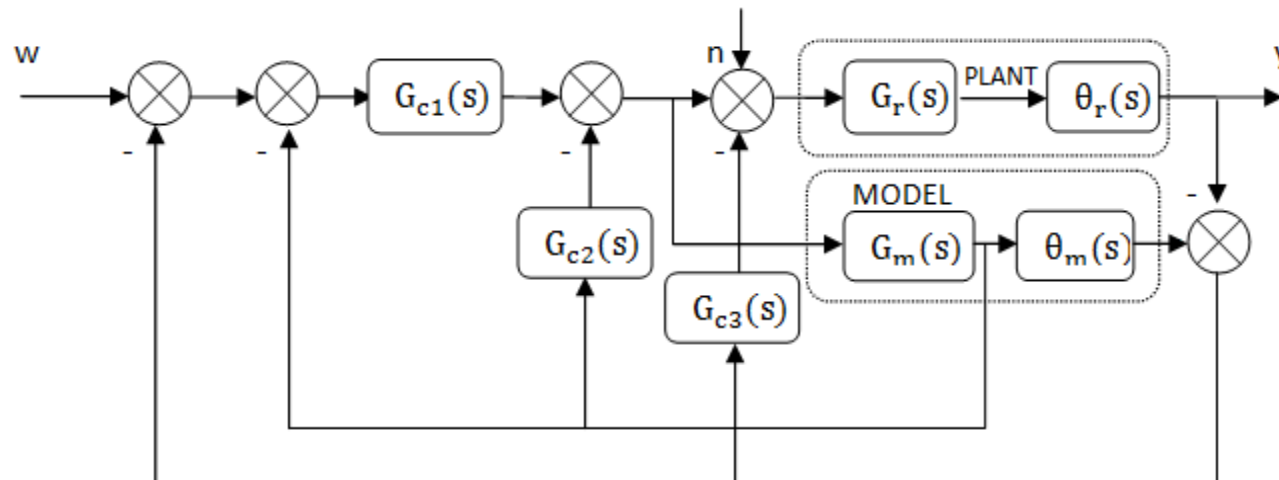 w
n
y
G_c1(s)
G_r(s)
PLANT
θ_r(s)
-
-
-
-
-
MODEL
G_c2(s)
G_m(s)
θ_m(s)
G_c3(s)